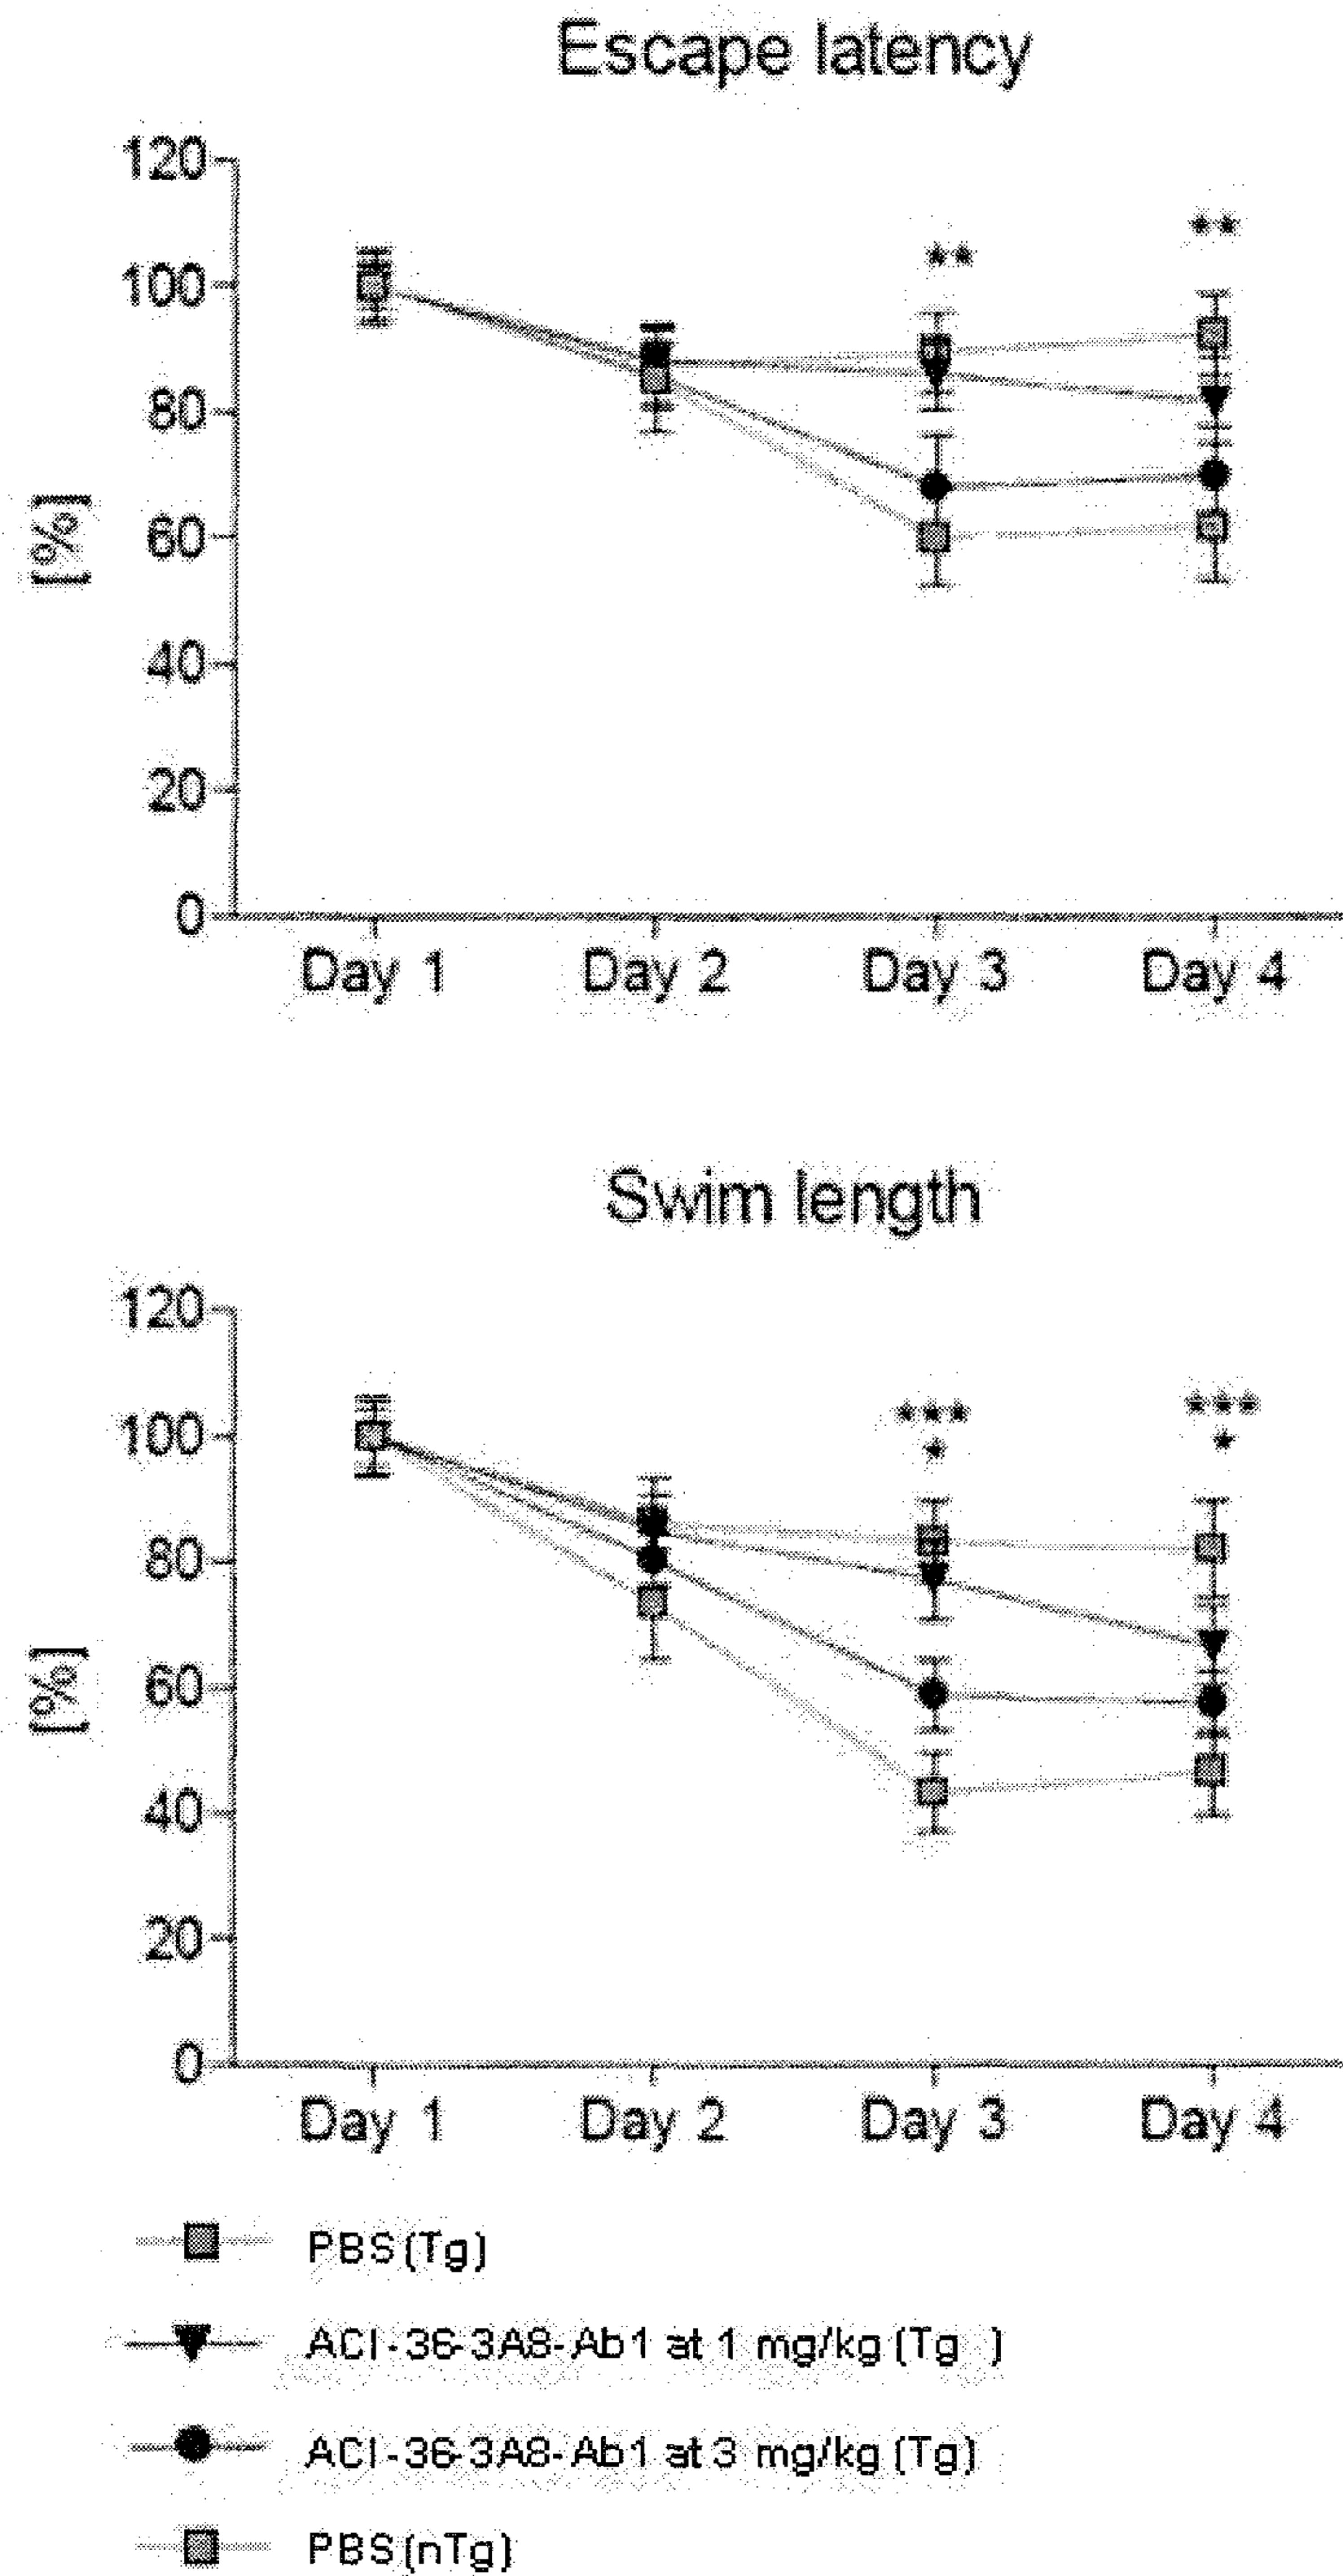 Escape latency
120
100
80
60
40
20
0
[%]
Day 1 Day 2 Day 3 Day 4
** **
Swim length
120
100
80
60
40
20
0
[%]
Day 1 Day 2 Day 3 Day 4
*** ***
* *
PBS(Tg)
ACI-36-3A8-Ab1 at 1 mg/kg (Tg )
ACI-36-3A8-Ab1 at 3 mg/kg (Tg)
PBS(nTg)